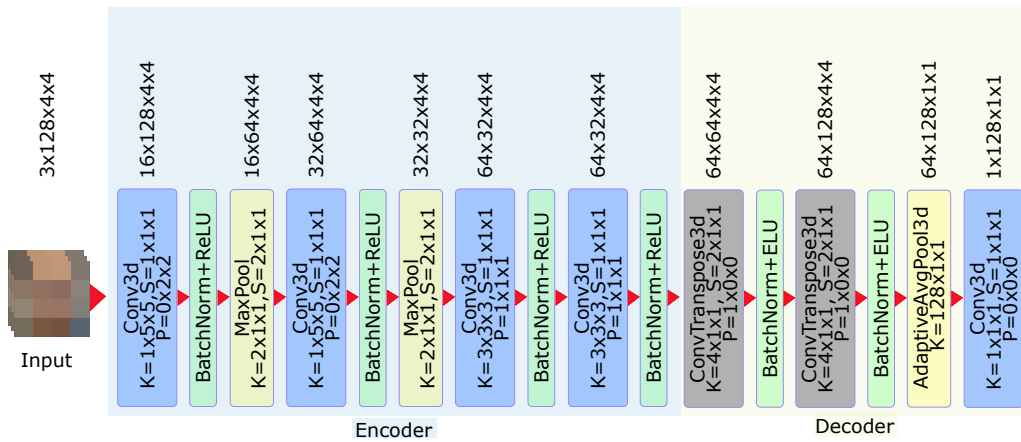 3x128x4x4
16x128x4x4
16x64x4x4
32x64x4x4
32x32x4x4
64x32x4x4
64x32x4x4
64x64x4x4
64x128x4x4
64x128x1x1
1x128x1x1
Input
Conv3d
K=1x5x5,S=1x1x1
P=0x2x2
BatchNorm+ReLU
MaxPool
K=2x1x1,S=2x1x1
Conv3d
K=1x5x5,S=1x1x1
P=0x2x2
BatchNorm+ReLU
MaxPool
K=2x1x1,S=2x1x1
Conv3d
K=3x3x3,S=1x1x1
P=1x1x1
BatchNorm+ReLU
Conv3d
K=3x3x3,S=1x1x1
P=1x1x1
BatchNorm+ReLU
ConvTranspose3d
K=4x1x1,S=2x1x1
P=1x0x0
BatchNorm+ELU
ConvTranspose3d
K=4x1x1,S=2x1x1
P=1x0x0
BatchNorm+ELU
AdaptiveAvgPool3d
K=128x1x1
Conv3d
K=1x1x1,S=1x1x1
P=0x0x0
Encoder
Decoder